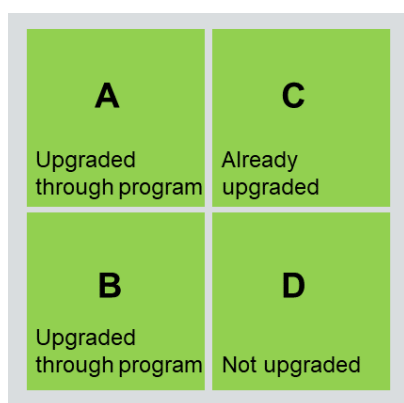 A
Upgraded
through program
C
Already
upgraded
B
Upgraded
through program
D
Not upgraded